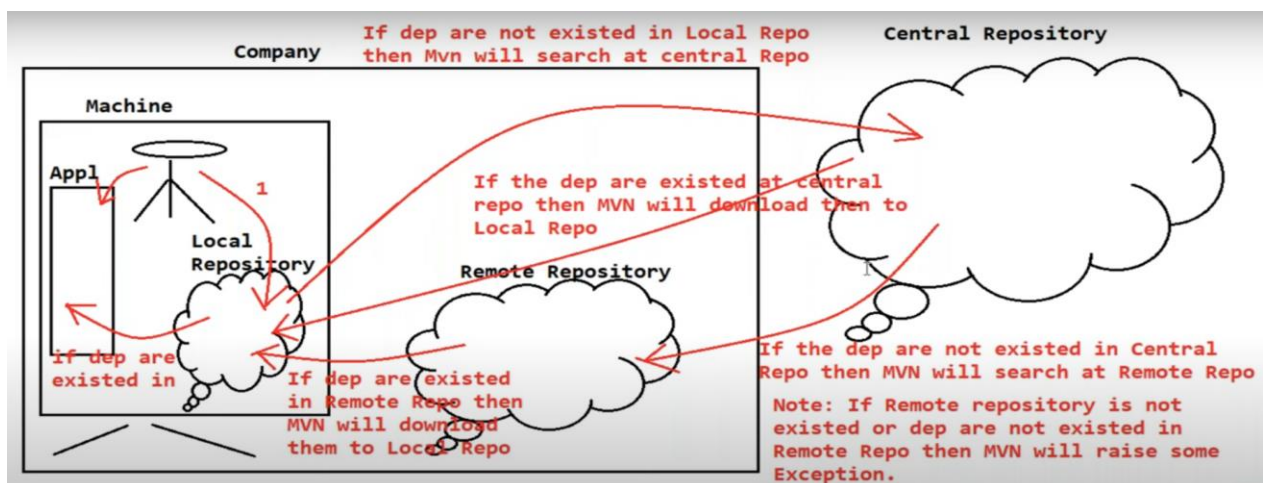 If dep are not existed in Local Repo
then Mvn will search at central Repo
Central Repository
Company
Machine
Appl
1
If the dep are existed at central
repo then MVN will download then to
Local Repo
Local
Repository
Remote Repository
if dep are
existed in
If dep are existed
in Remote Repo then
MVN will download
them to Local Repo
If the dep are not existed in Central
Repo then MVN will search at Remote Repo
Note: If Remote repository is not
existed or dep are not existed in
Remote Repo then MVN will raise some
Exception.